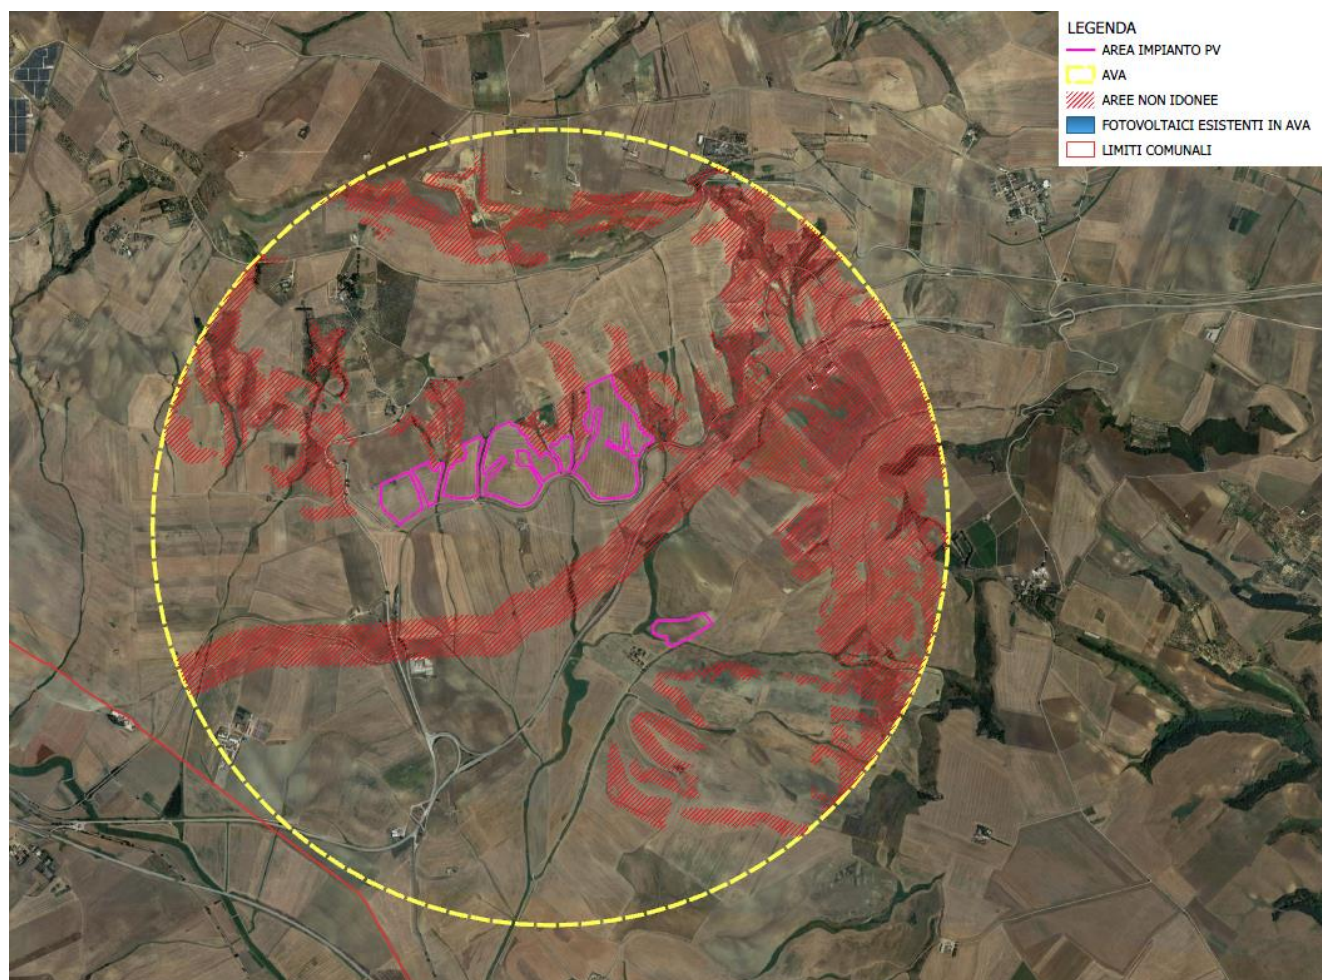 LEGENDA
AREA IMPIANTO PV
AVA
AREE NON IDONEE
FOTOVOLTAICI ESISTENTI IN AVA
LIMITI COMUNALI